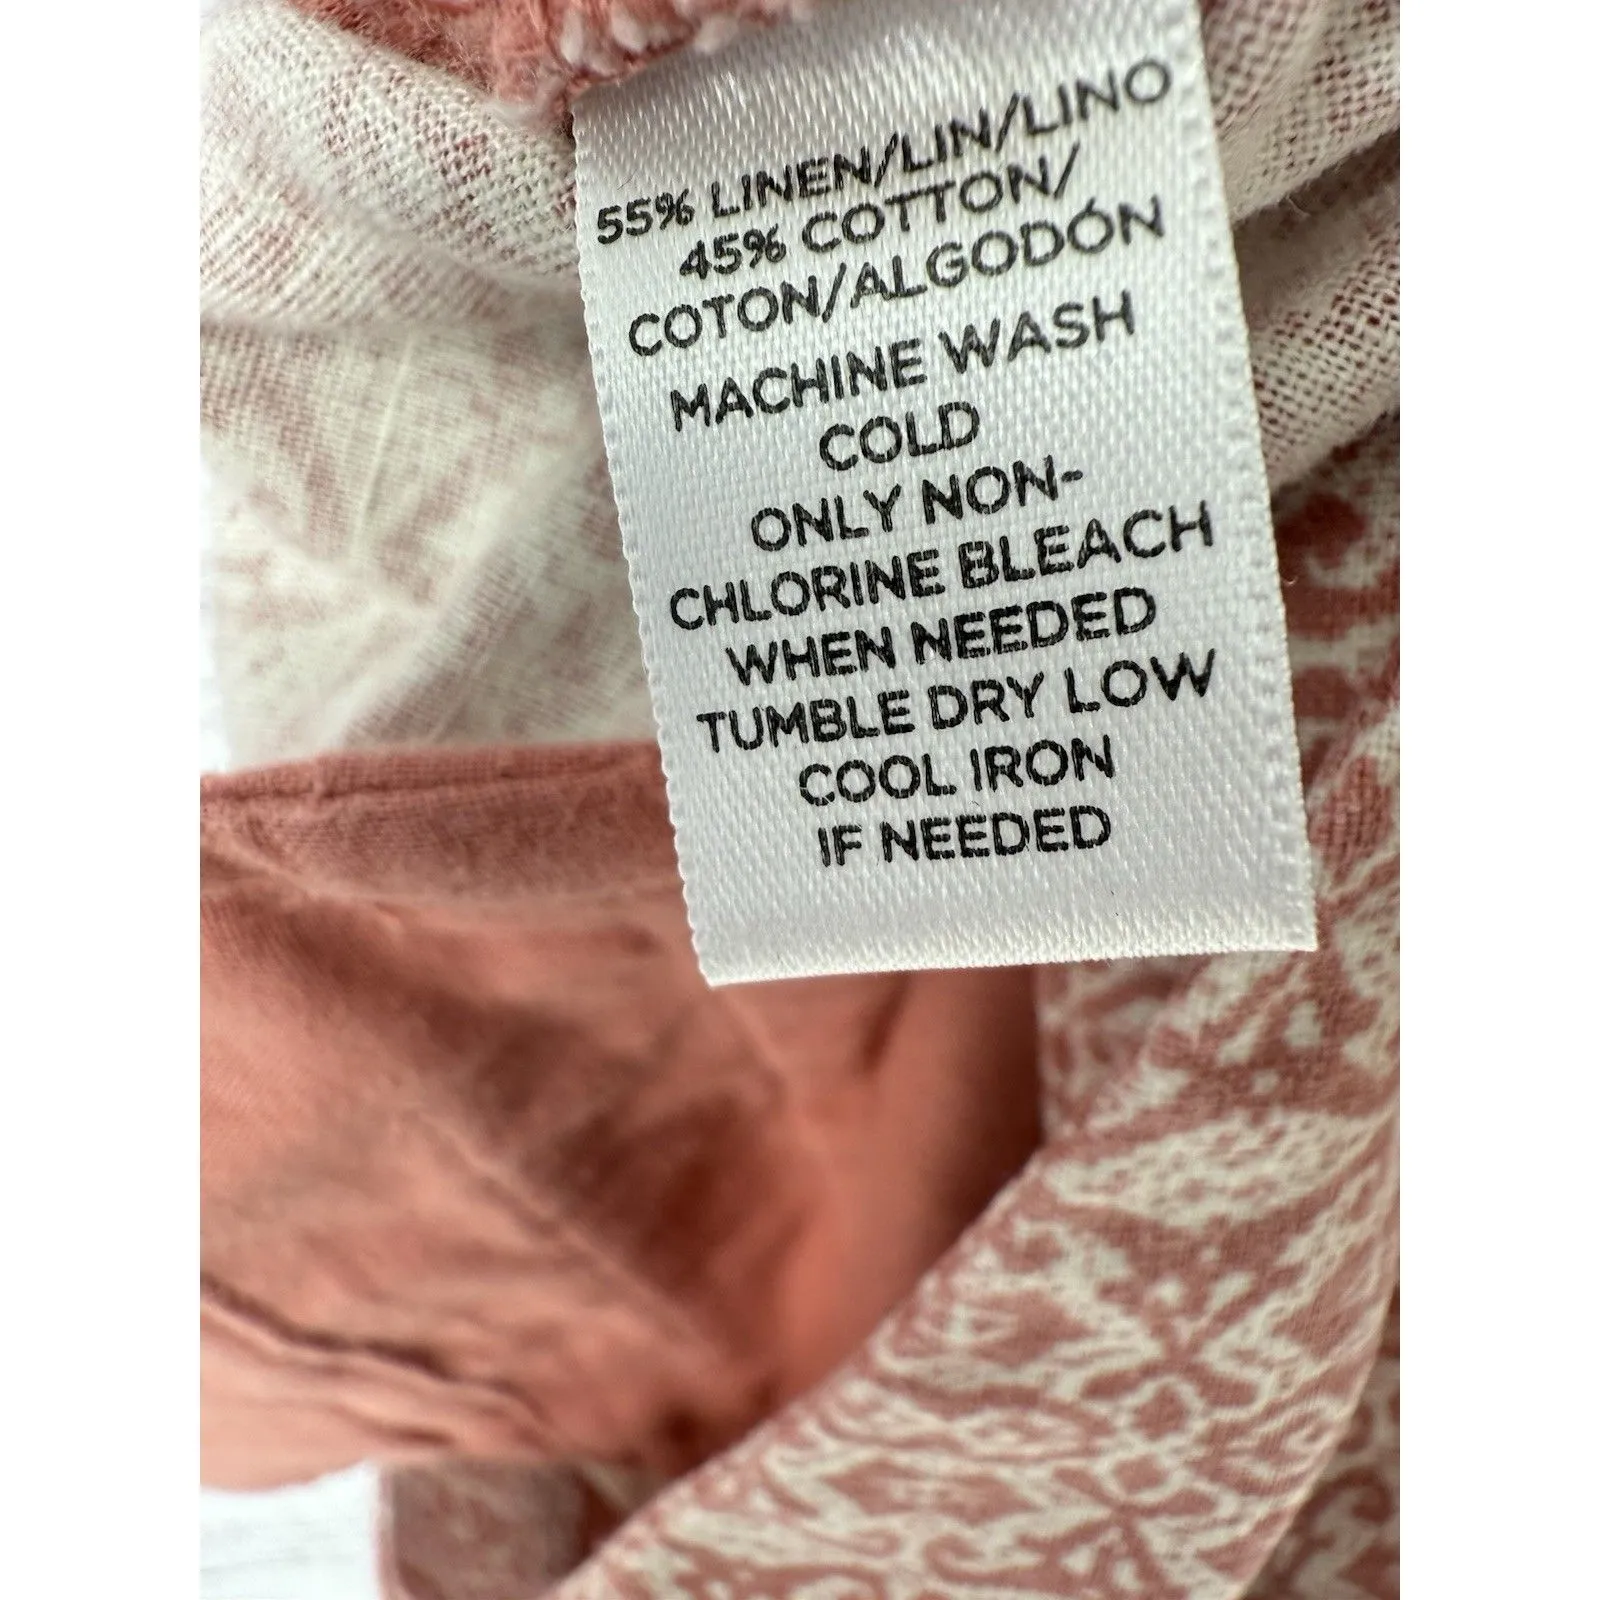 55% LINEN/LIN/LINO
45% COTTON/
COTON/ALGODÓN
MACHINE WASH
COLD
ONLY NON-
CHLORINE BLEACH
WHEN NEEDED
TUMBLE DRY LOW
COOL IRON
IF NEEDED